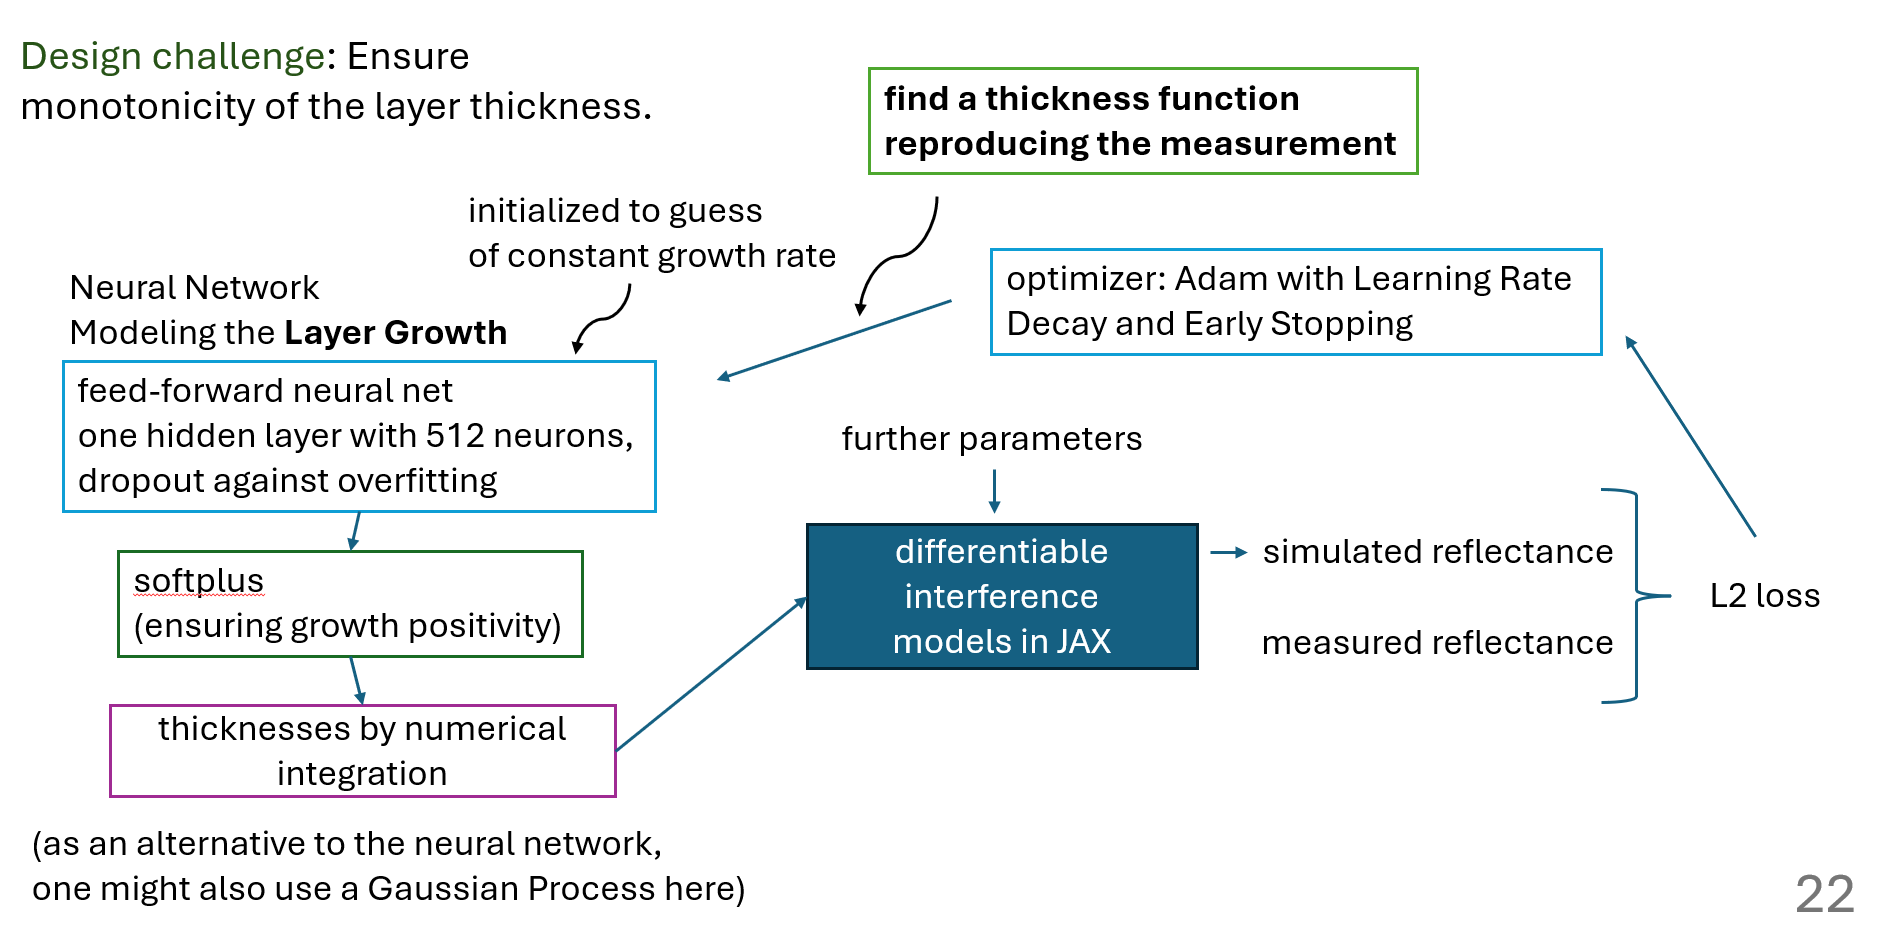 Design challenge: Ensure
monotonicity of the layer thickness.
find a thickness function
reproducing the measurement
initialized to guess
of constant growth rate
optimizer: Adam with Learning Rate
Decay and Early Stopping
Neural Network
Modeling the Layer Growth
feed-forward neural net
one hidden layer with 512 neurons,
dropout against overfitting
further parameters
softplus
(ensuring growth positivity)
differentiable
interference
models in JAX
simulated reflectance
measured reflectance
L2 loss
thicknesses by numerical
integration
(as an alternative to the neural network,
one might also use a Gaussian Process here)
22